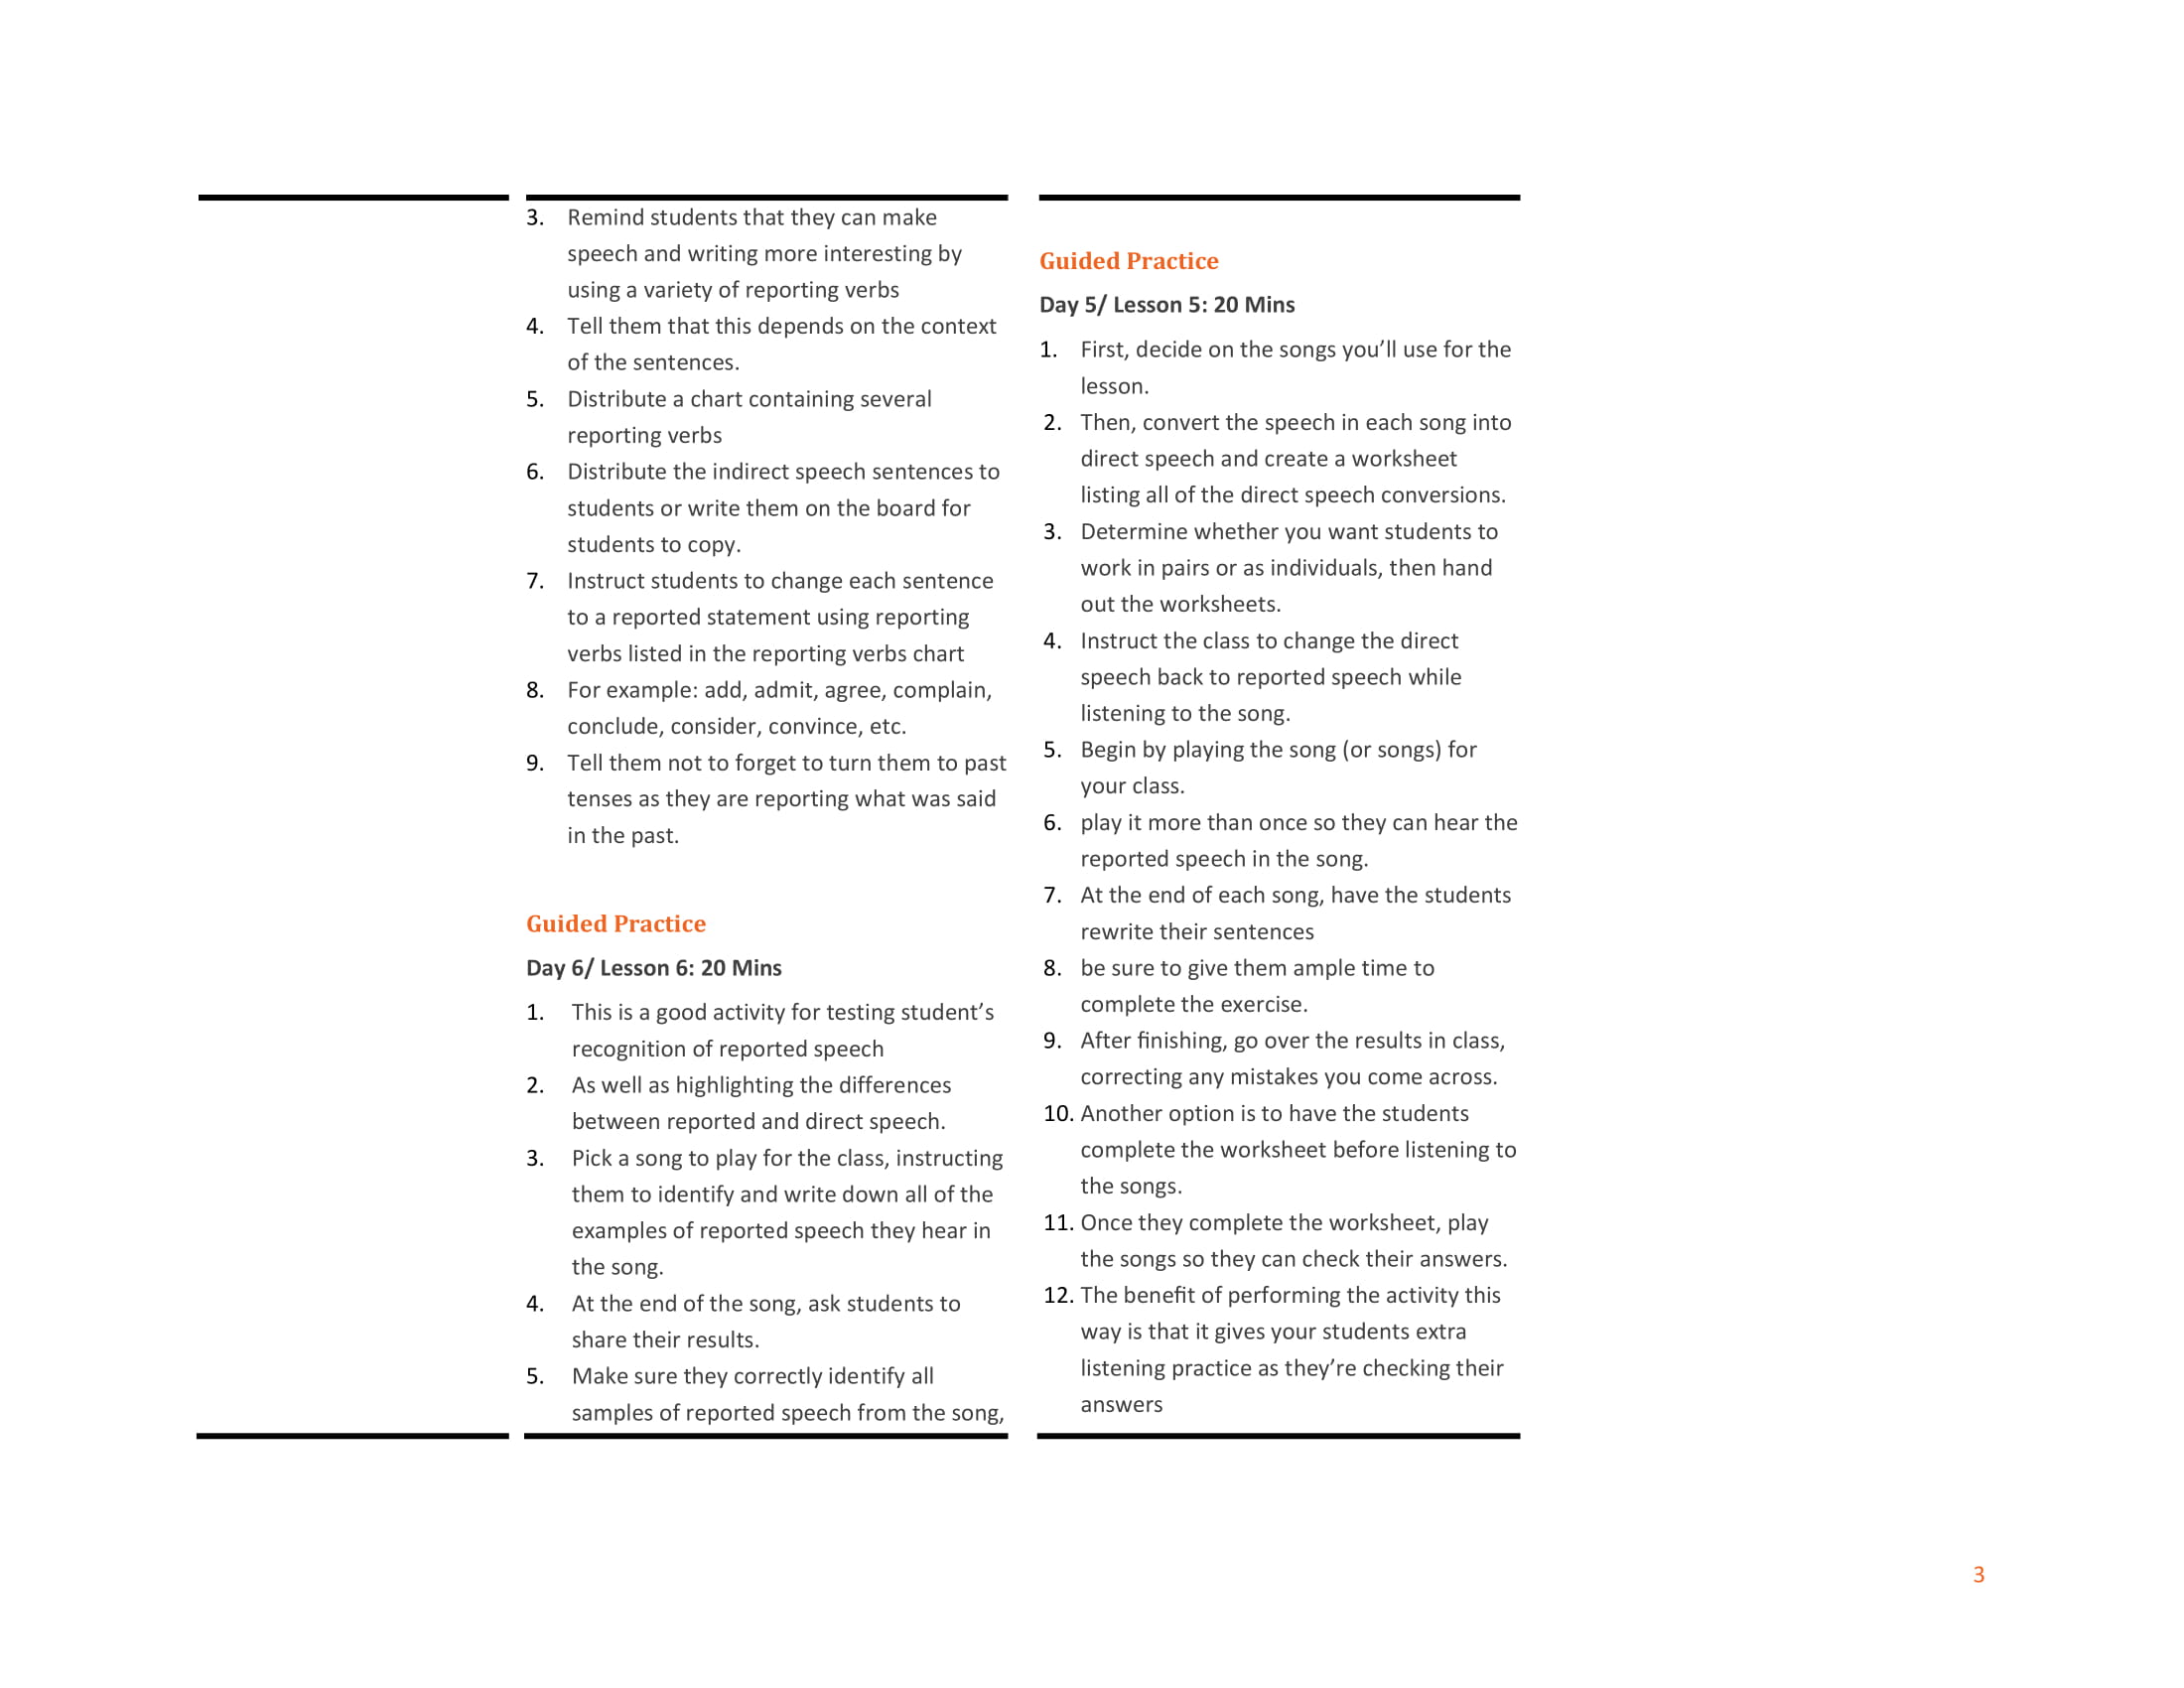 3. Remind students that they can make
speech and writing more interesting by
using a variety of reporting verbs
4. Tell them that this depends on the context
of the sentences.
5. Distribute a chart containing several
reporting verbs
6. Distribute the indirect speech sentences to
students or write them on the board for
students to copy.
7. Instruct students to change each sentence
to a reported statement using reporting
verbs listed in the reporting verbs chart
8. For example: add, admit, agree, complain,
conclude, consider, convince, etc.
9. Tell them not to forget to turn them to past
tenses as they are reporting what was said
in the past.
Guided Practice
Day 6/ Lesson 6: 20 Mins
1. This is a good activity for testing student’s
recognition of reported speech
2. As well as highlighting the differences
between reported and direct speech.
3. Pick a song to play for the class, instructing
them to identify and write down all of the
examples of reported speech they hear in
the song.
4. At the end of the song, ask students to
share their results.
5. Make sure they correctly identify all
samples of reported speech from the song,
Guided Practice
Day 5/ Lesson 5: 20 Mins
1. First, decide on the songs you’ll use for the
lesson.
2. Then, convert the speech in each song into
direct speech and create a worksheet
listing all of the direct speech conversions.
3. Determine whether you want students to
work in pairs or as individuals, then hand
out the worksheets.
4. Instruct the class to change the direct
speech back to reported speech while
listening to the song.
5. Begin by playing the song (or songs) for
your class.
6. play it more than once so they can hear the
reported speech in the song.
7. At the end of each song, have the students
rewrite their sentences
8. be sure to give them ample time to
complete the exercise.
9. After finishing, go over the results in class,
correcting any mistakes you come across.
10. Another option is to have the students
complete the worksheet before listening to
the songs.
11. Once they complete the worksheet, play
the songs so they can check their answers.
12. The benefit of performing the activity this
way is that it gives your students extra
listening practice as they’re checking their
answers
3